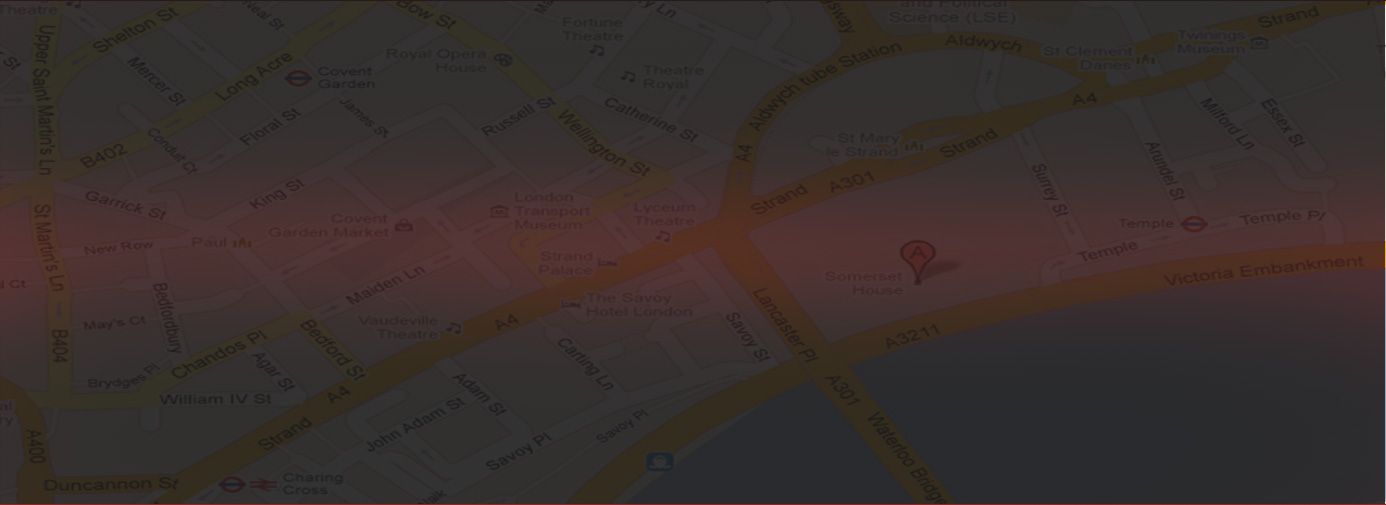 Theatre
Neal St
Bow St
Ly Ln
sway
and Political
Science (LSE)
Strand
Shelton St
Upper Saint Martin's Ln
Mercer St
Long Acre
Covent
Garden
Royal Opera
House
Fortune
Theatre
Theatre
Royal
Aldwych tube Station
Aldwych
St Clement
Danes
Twinings
Museum
A4
B402
Conduit Ct
Floral St
James St
Russell St
Catherine St
Wellington St
A4
St Mary
le Strand
Strand
Milford Ln
Essex St
Garrick St
King St
London
Transport
Museum
Lyceum
Theatre
Strand
A301
Surrey St
Arundel St
Temple
Temple Pl
Temple
New Row
Paul
Covent
Garden Market
St Martin's Ln
Ct
Maiden Ln
Strand
Palace
A
Somerset
House
Victoria Embankment
Bedfordbury
May's Ct
B404
The Savoy
Hotel London
Vaudeville
Theatre
A4
Savoy St
Lancaster Pl
A3211
Chandos Pl
Bedford St
Brydges Pl
Agar St
Carting Ln
William IV St
A4
Adam St
A301
John Adam St
Savoy Pl
Savoy Pl
Waterloo Bridge
Strand
A400
Duncannon St
Charing
Cross